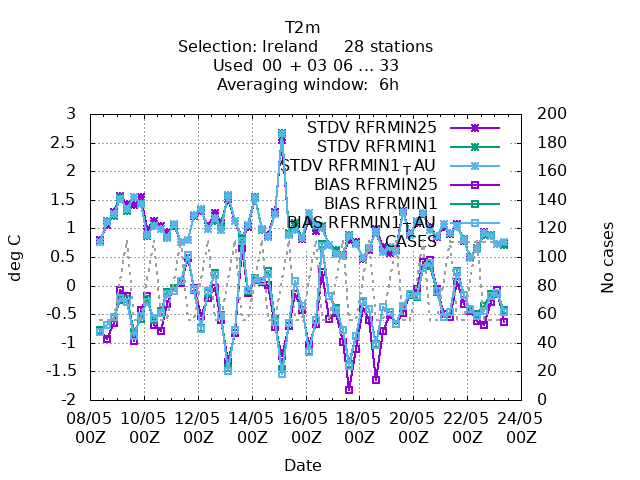 T2m
Selection: Ireland 28 stations
Used 00 + 03 06 ... 33
Averaging window: 6h
3
2.5
2
1.5
1
0.5
0
-0.5
-1
-1.5
-2
deg C
STDV RFRMIN25
STDV RFRMIN1
STDV RFRMIN1_AU
BIAS RFRMIN25
BIAS RFRMIN1
BIAS RFRMIN1_AU
CASES
200
180
160
140
120
100
80
60
40
20
0
No cases
08/05 10/05 12/05 14/05 16/05 18/05 20/05 22/05 24/05
00Z 00Z 00Z 00Z 00Z 00Z 00Z 00Z 00Z
Date